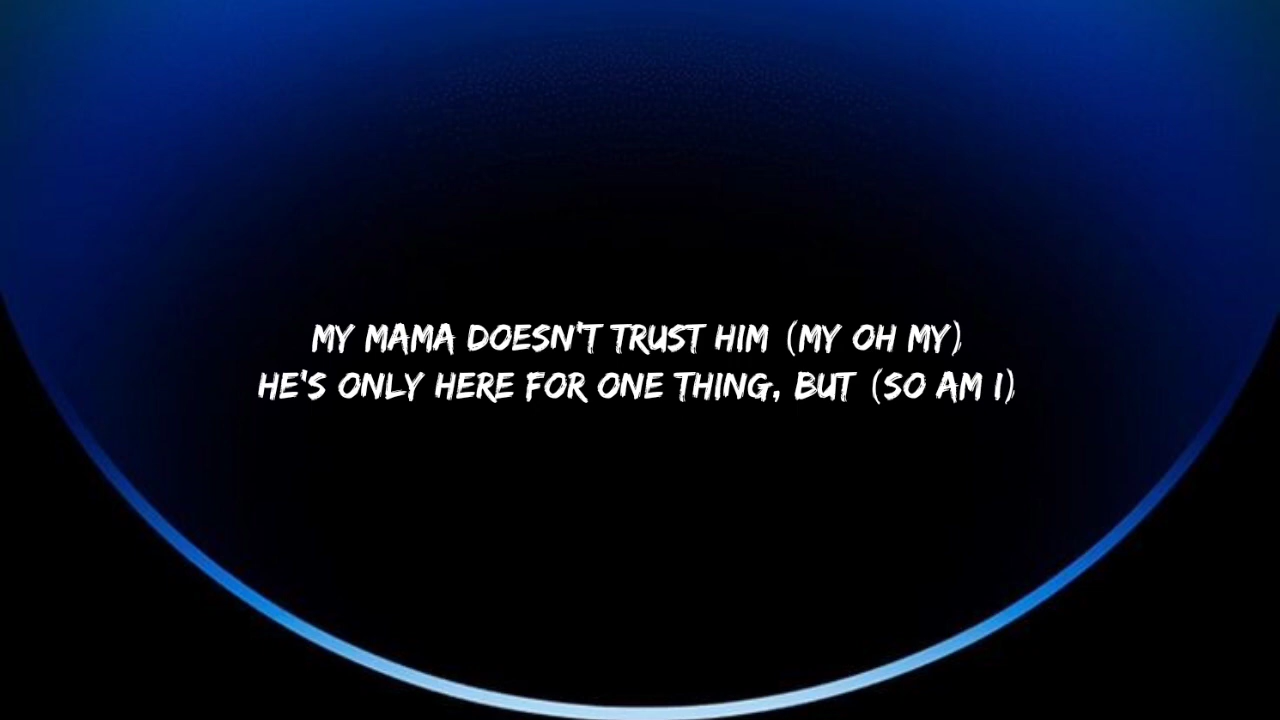 MY MAMA DOESN'T TRUST HIM (MY OH MY)
HE'S ONLY HERE FOR ONE THING, BUT (SO AM I)